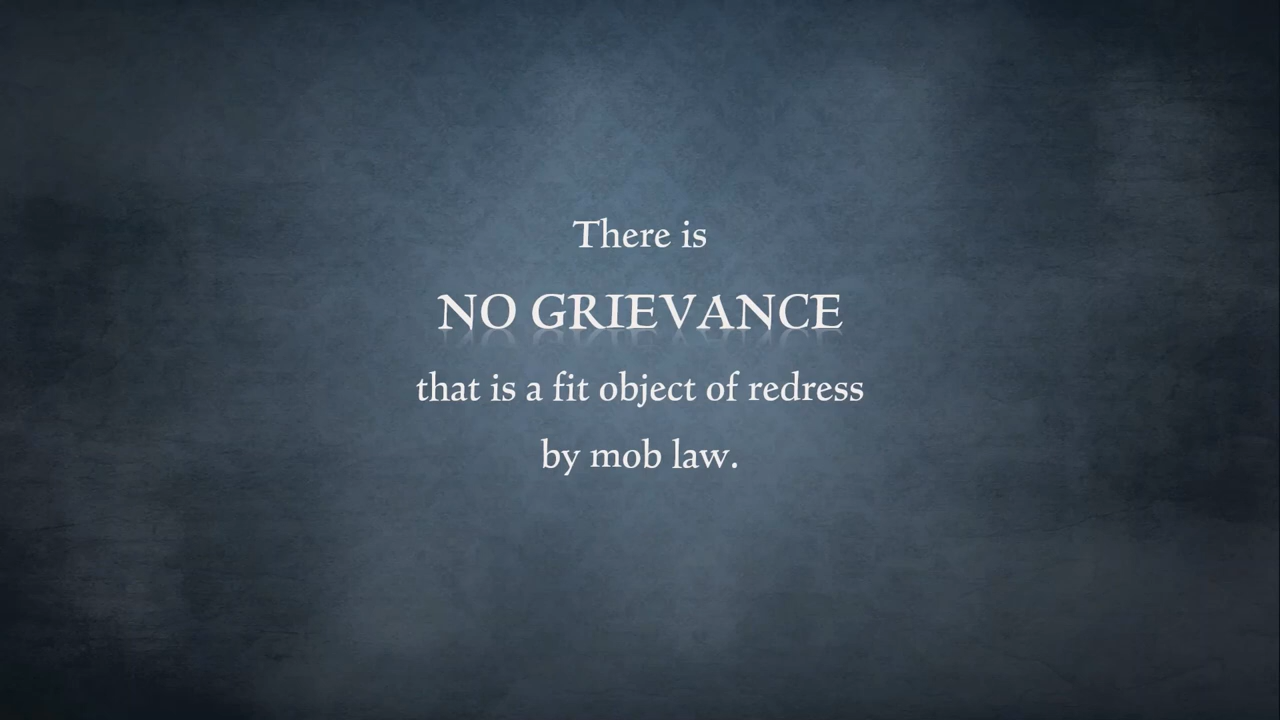 There is
NO GRIEVANCE
that is a fit object of redress
by mob law.